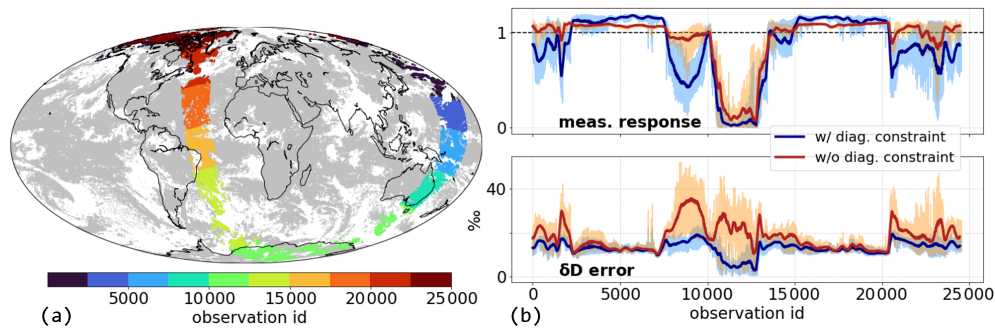 5000 10000 15000 20000 25000
observation id
(a)
1
0
meas. response
w/ diag. constraint
w/o diag. constraint
‰
40
20
0
δD error
0 5000 10000 15000 20000 25000
observation id
(b)